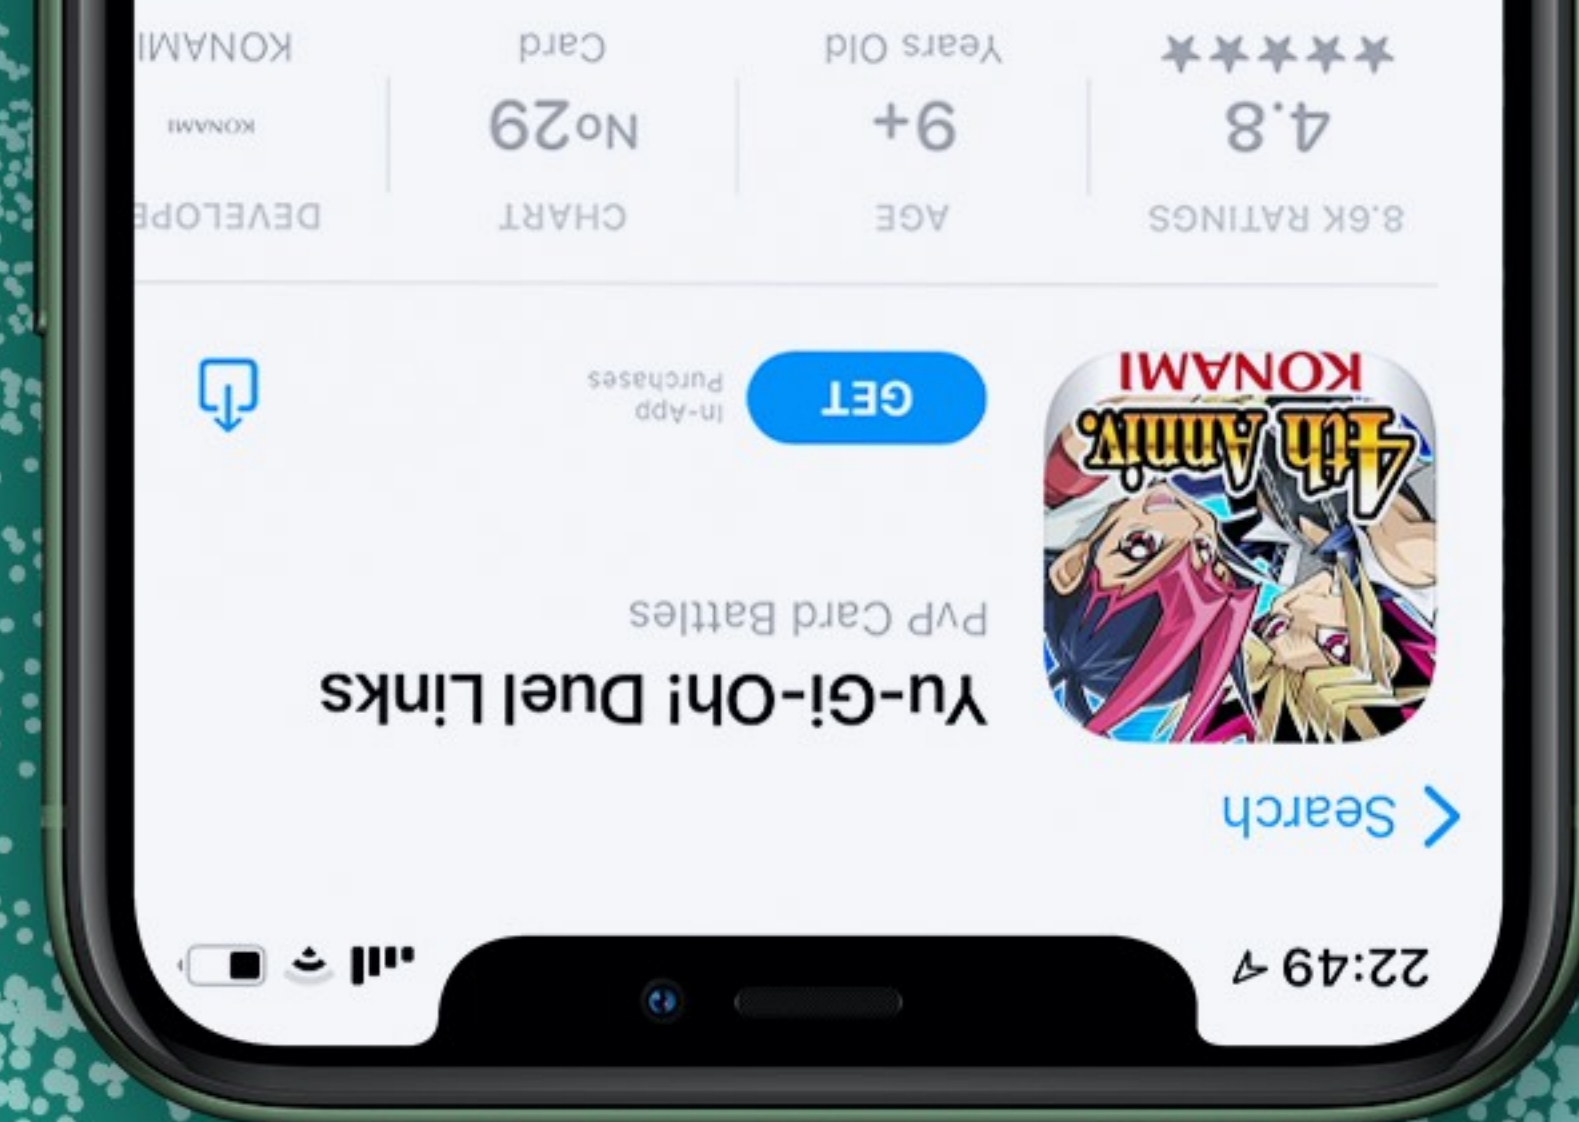 22:49
Search
Yu-Gi-Oh! Duel Links
PvP Card Battles
4th Anniv.
KONAMI
GET
In-App
Purchases
8.6K RATINGS
4.8
AGE
9+
Years Old
CHART
No29
Card
DEVELOPE
KONAMI
KONAMI